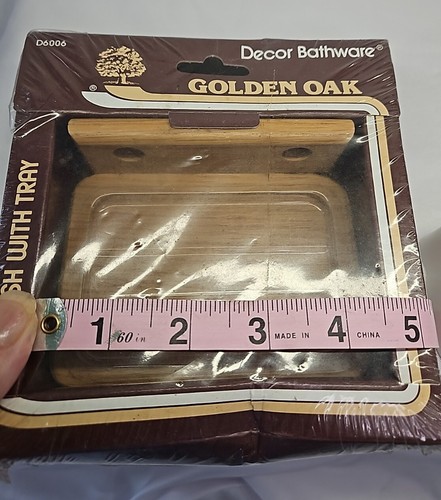 D6006
Decor Bathware®
®
GOLDEN OAK
SH WITH TRAY
1 60 in 2 3 MADE IN 4 CHINA 5